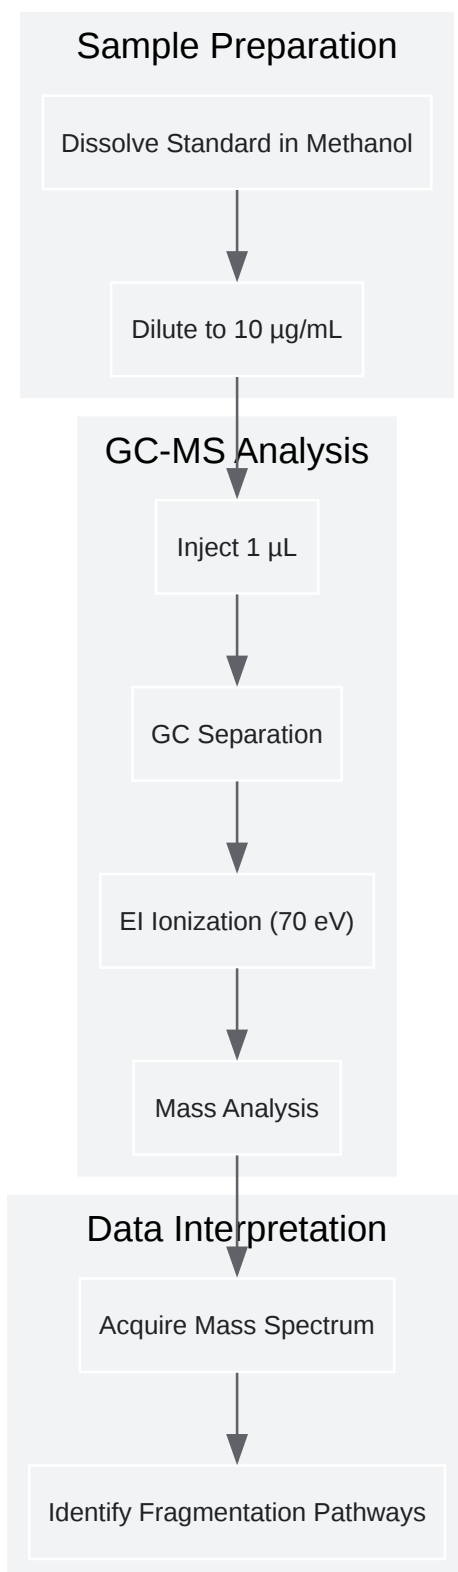 Sample Preparation
Dissolve Standard in Methanol
Dilute to 10 µg/mL
GC-MS Analysis
Inject 1 µL
GC Separation
EI Ionization (70 eV)
Mass Analysis
Data Interpretation
Acquire Mass Spectrum
Identify Fragmentation Pathways